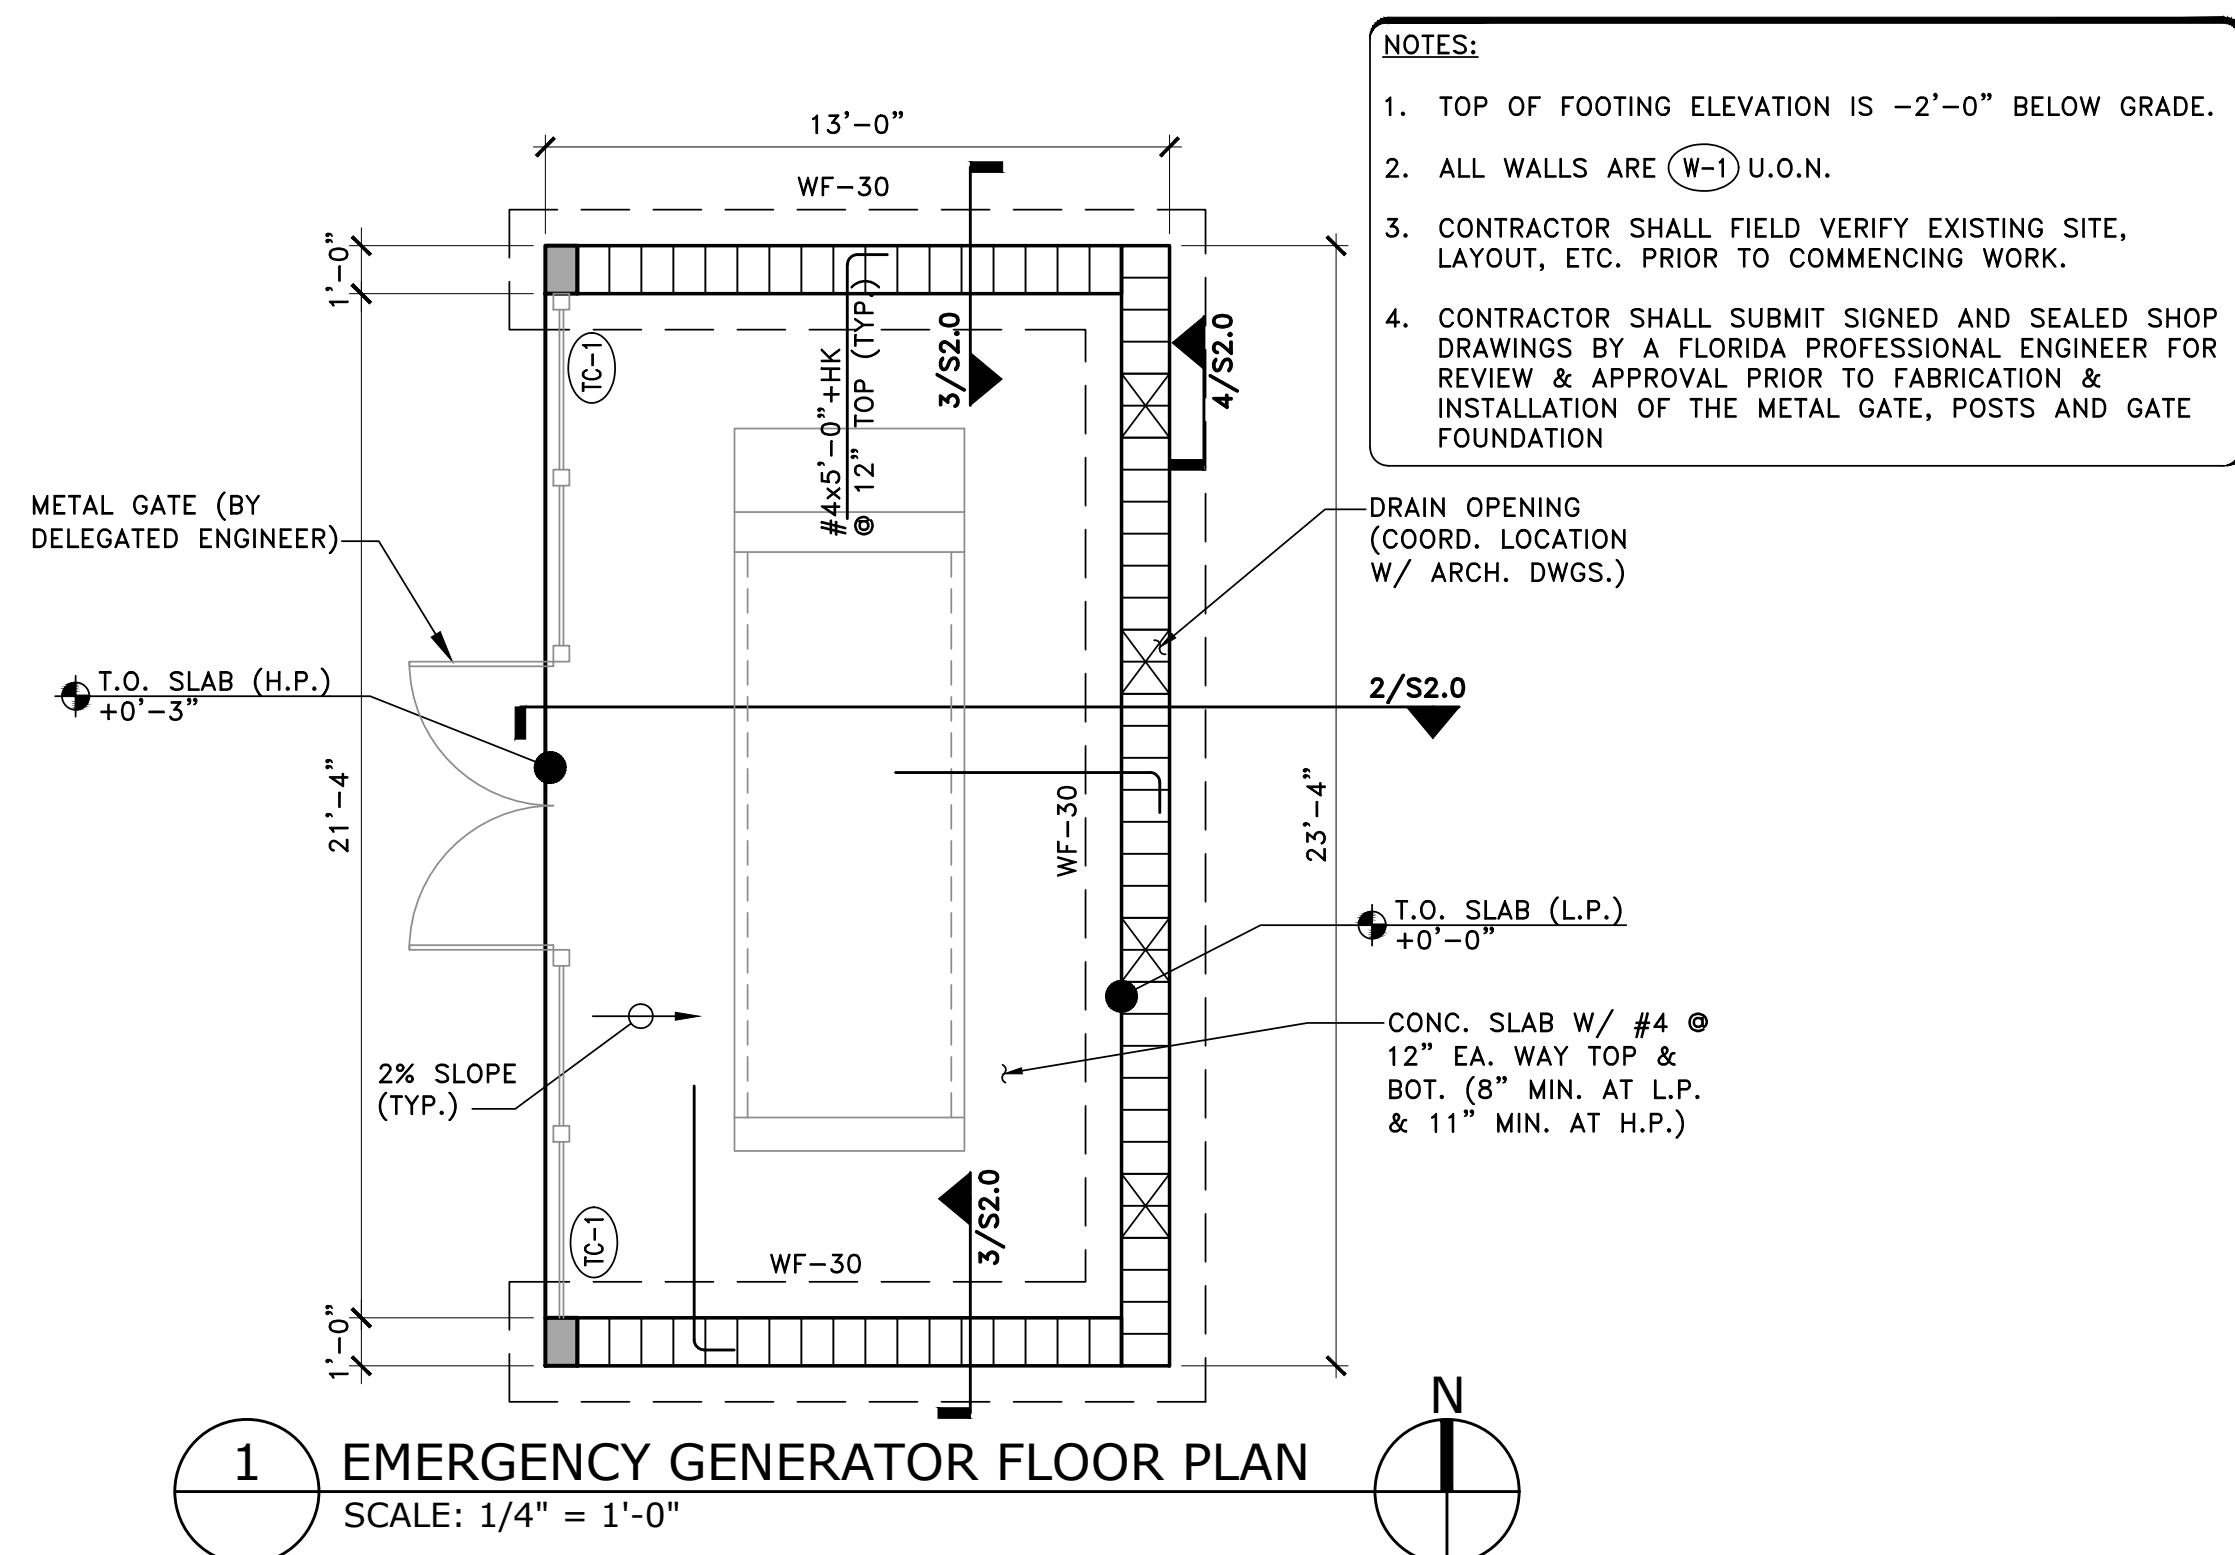 NOTES:
1. TOP OF FOOTING ELEVATION IS -2'-0" BELOW GRADE.
2. ALL WALLS ARE W-1 U.O.N.
3. CONTRACTOR SHALL FIELD VERIFY EXISTING SITE,
LAYOUT, ETC. PRIOR TO COMMENCING WORK.
4. CONTRACTOR SHALL SUBMIT SIGNED AND SEALED SHOP
DRAWINGS BY A FLORIDA PROFESSIONAL ENGINEER FOR
REVIEW & APPROVAL PRIOR TO FABRICATION &
INSTALLATION OF THE METAL GATE, POSTS AND GATE
FOUNDATION
13'-0"
WF-30
1'-0"
#4x5'-0"+HK
@ 12" TOP (TYP.)
3/S2.0
4/S2.0
TC-1
METAL GATE (BY
DELEGATED ENGINEER)
DRAIN OPENING
(COORD. LOCATION
W/ ARCH. DWGS.)
T.O. SLAB (H.P.)
+0'-3"
2/S2.0
21'-4"
WF-30
23'-4"
T.O. SLAB (L.P.)
+0'-0"
2% SLOPE
(TYP.)
CONC. SLAB W/ #4 @
12" EA. WAY TOP &
BOT. (8" MIN. AT L.P.
& 11" MIN. AT H.P.)
TC-1
WF-30
3/S2.0
1'-0"
N
1
EMERGENCY GENERATOR FLOOR PLAN
SCALE: 1/4" = 1'-0"